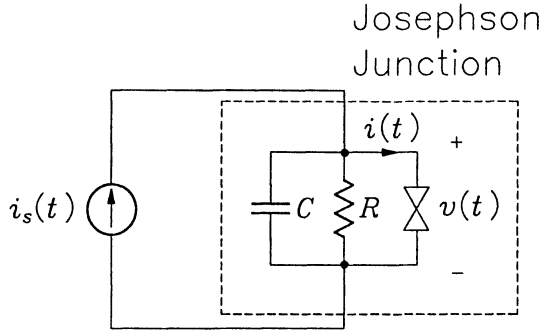 Josephson
Junction
i(t)
+
i_s(t)
C
R
v(t)
−